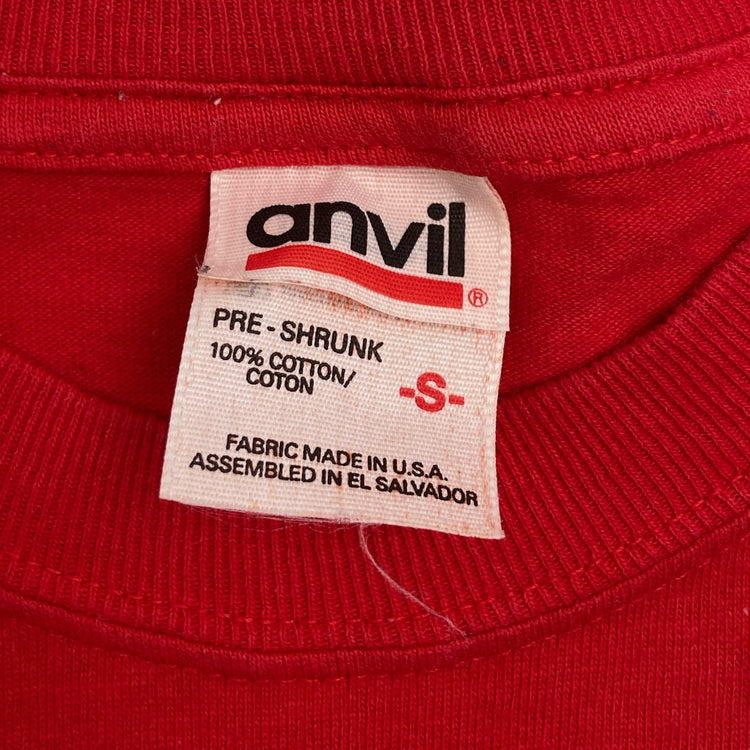 anvil
®
PRE - SHRUNK
100% COTTON/
COTON
-S-
FABRIC MADE IN U.S.A.
ASSEMBLED IN EL SALVADOR